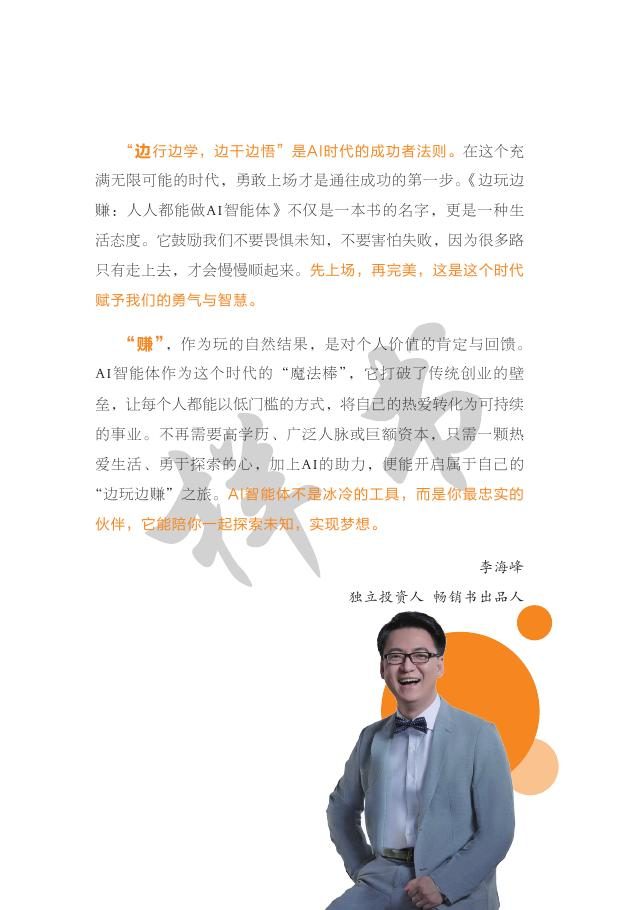 “边行边学，边干边悟”是AI时代的成功者法则。在这个充
满无限可能的时代，勇敢上场才是通往成功的第一步。《边玩边
赚：人人都能做AI智能体》不仅是一本书的名字，更是一种生
活态度。它鼓励我们不要畏惧未知，不要害怕失败，因为很多路
只有走上去，才会慢慢顺起来。先上场，再完美，这是这个时代
赋予我们的勇气与智慧。
“赚”，作为玩的自然结果，是对个人价值的肯定与回馈。
AI智能体作为这个时代的“魔法棒”，它打破了传统创业的壁
垒，让每个人都能以低门槛的方式，将自己的热爱转化为可持续
的事业。不再需要高学历、广泛人脉或巨额资本，只需一颗热
爱生活、勇于探索的心，加上AI的助力，便能开启属于自己的
“边玩边赚”之旅。AI智能体不是冰冷的工具，而是你最忠实的
伙伴，它能陪你一起探索未知，实现梦想。
样书
李海峰
独立投资人 畅销书出品人